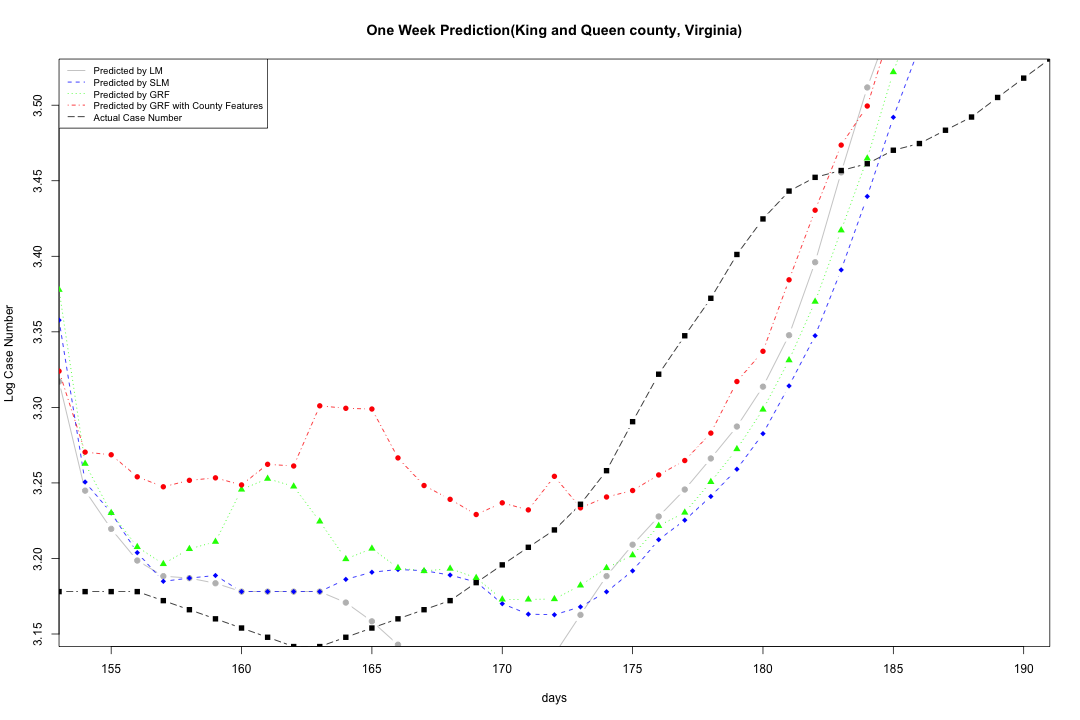 One Week Prediction(King and Queen county, Virginia)
Predicted by LM
Predicted by SLM
Predicted by GRF
Predicted by GRF with County Features
Actual Case Number
Log Case Number
3.50
3.45
3.40
3.35
3.30
3.25
3.20
3.15
155 160 165 170 175 180 185 190
days